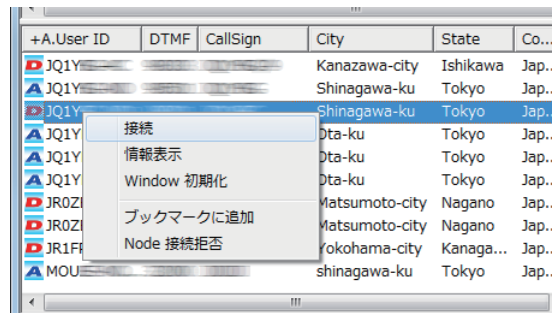 +A.User ID DTMF CallSign City State Co...
D JQ1Y Kanazawa-city Ishikawa Jap..
A JQ1Y Shinagawa-ku Tokyo Jap..
D JQ1Y Shinagawa-ku Tokyo Jap..
A JQ1Y Ota-ku Tokyo Jap..
接続
A JQ1Y Ota-ku Tokyo Jap..
情報表示
A JQ1Y Ota-ku Tokyo Jap..
Window 初期化
D JR0Z Matsumoto-city Nagano Jap..
D JR0Z Matsumoto-city Nagano Jap..
ブックマークに追加
D JR1F Yokohama-city Kanaga... Jap..
Node 接続拒否
A MOU shinagawa-ku Tokyo Jap..